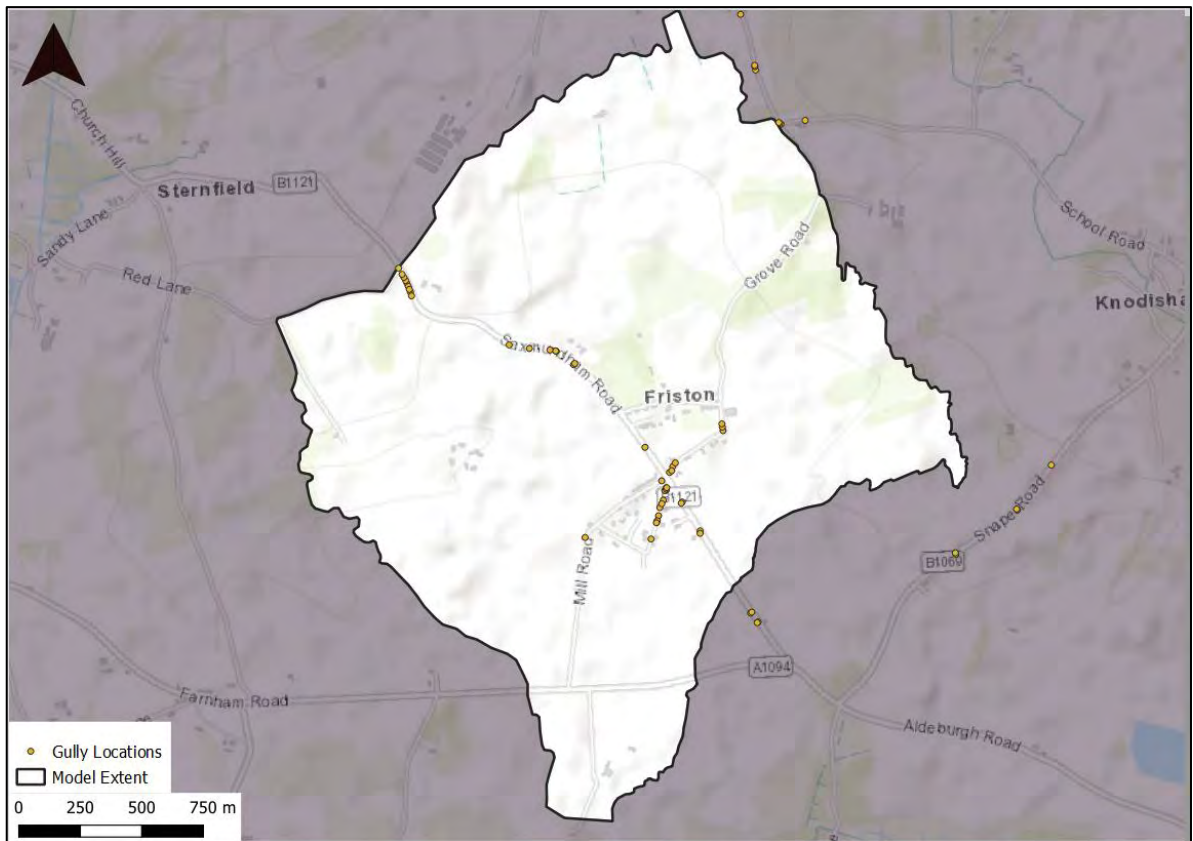 Church Hill
Sternfield
B1121
Sandy Lane
Red Lane
School Road
Grove Road
Knodisha
Saxmundham Road
Friston
B1121
Snape Road
Mill Road
B1069
A1094
Farnham Road
Aldeburgh Road
Gully Locations
Model Extent
0 250 500 750 m